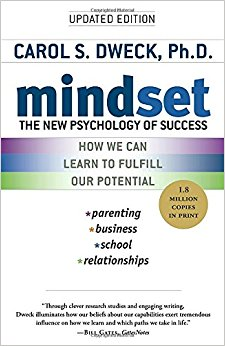 UPDATED EDITION
CAROL S. DWECK, Ph.D.
mindset
THE NEW PSYCHOLOGY OF SUCCESS
HOW WE CAN
LEARN TO FULFILL
OUR POTENTIAL
*parenting
*business
*school
*relationships
1.8
MILLION
COPIES
IN PRINT
"Through clever research studies and engaging writing,
Dweck illuminates how our beliefs about our capabilities exert tremendous
influence on how we learn and which paths we take in life."
—BILL GATES, GatesNotes